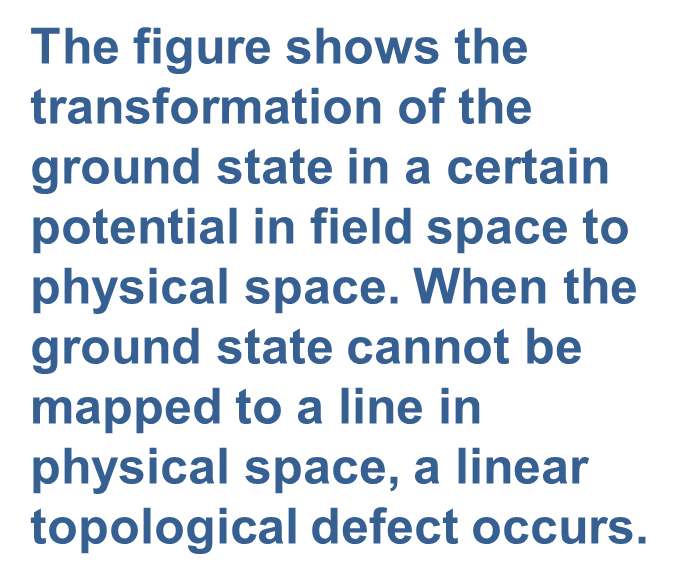 The figure shows the
transformation of the
ground state in a certain
potential in field space to
physical space. When the
ground state cannot be
mapped to a line in
physical space, a linear
topological defect occurs.